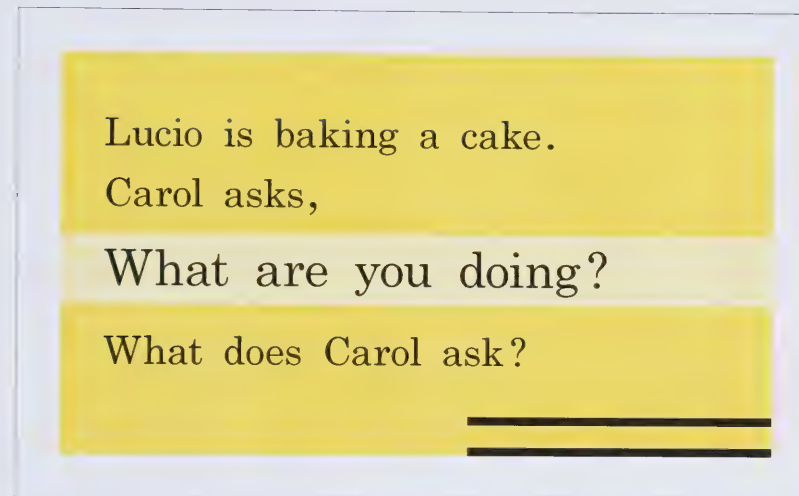 Lucio is baking a cake.
Carol asks,
What are you doing?
What does Carol ask?